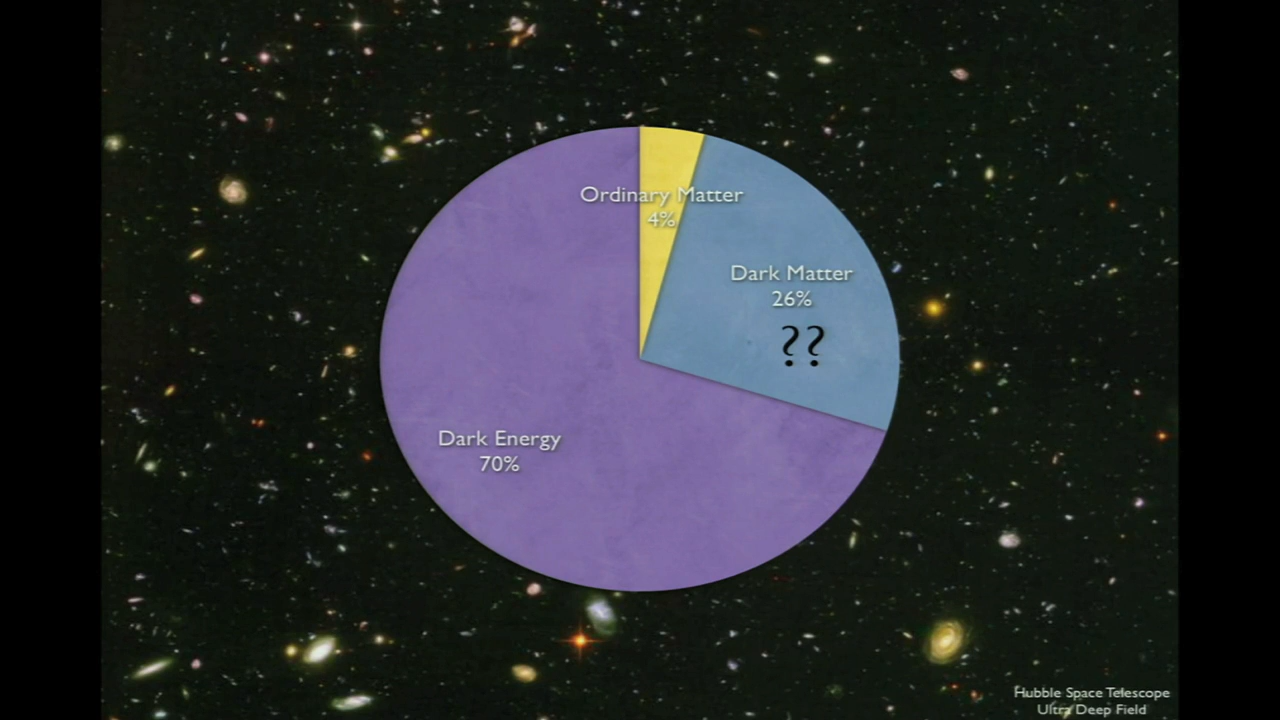 Ordinary Matter
4%
Dark Matter
26%
??
Dark Energy
70%
Hubble Space Telescope
Ultra Deep Field